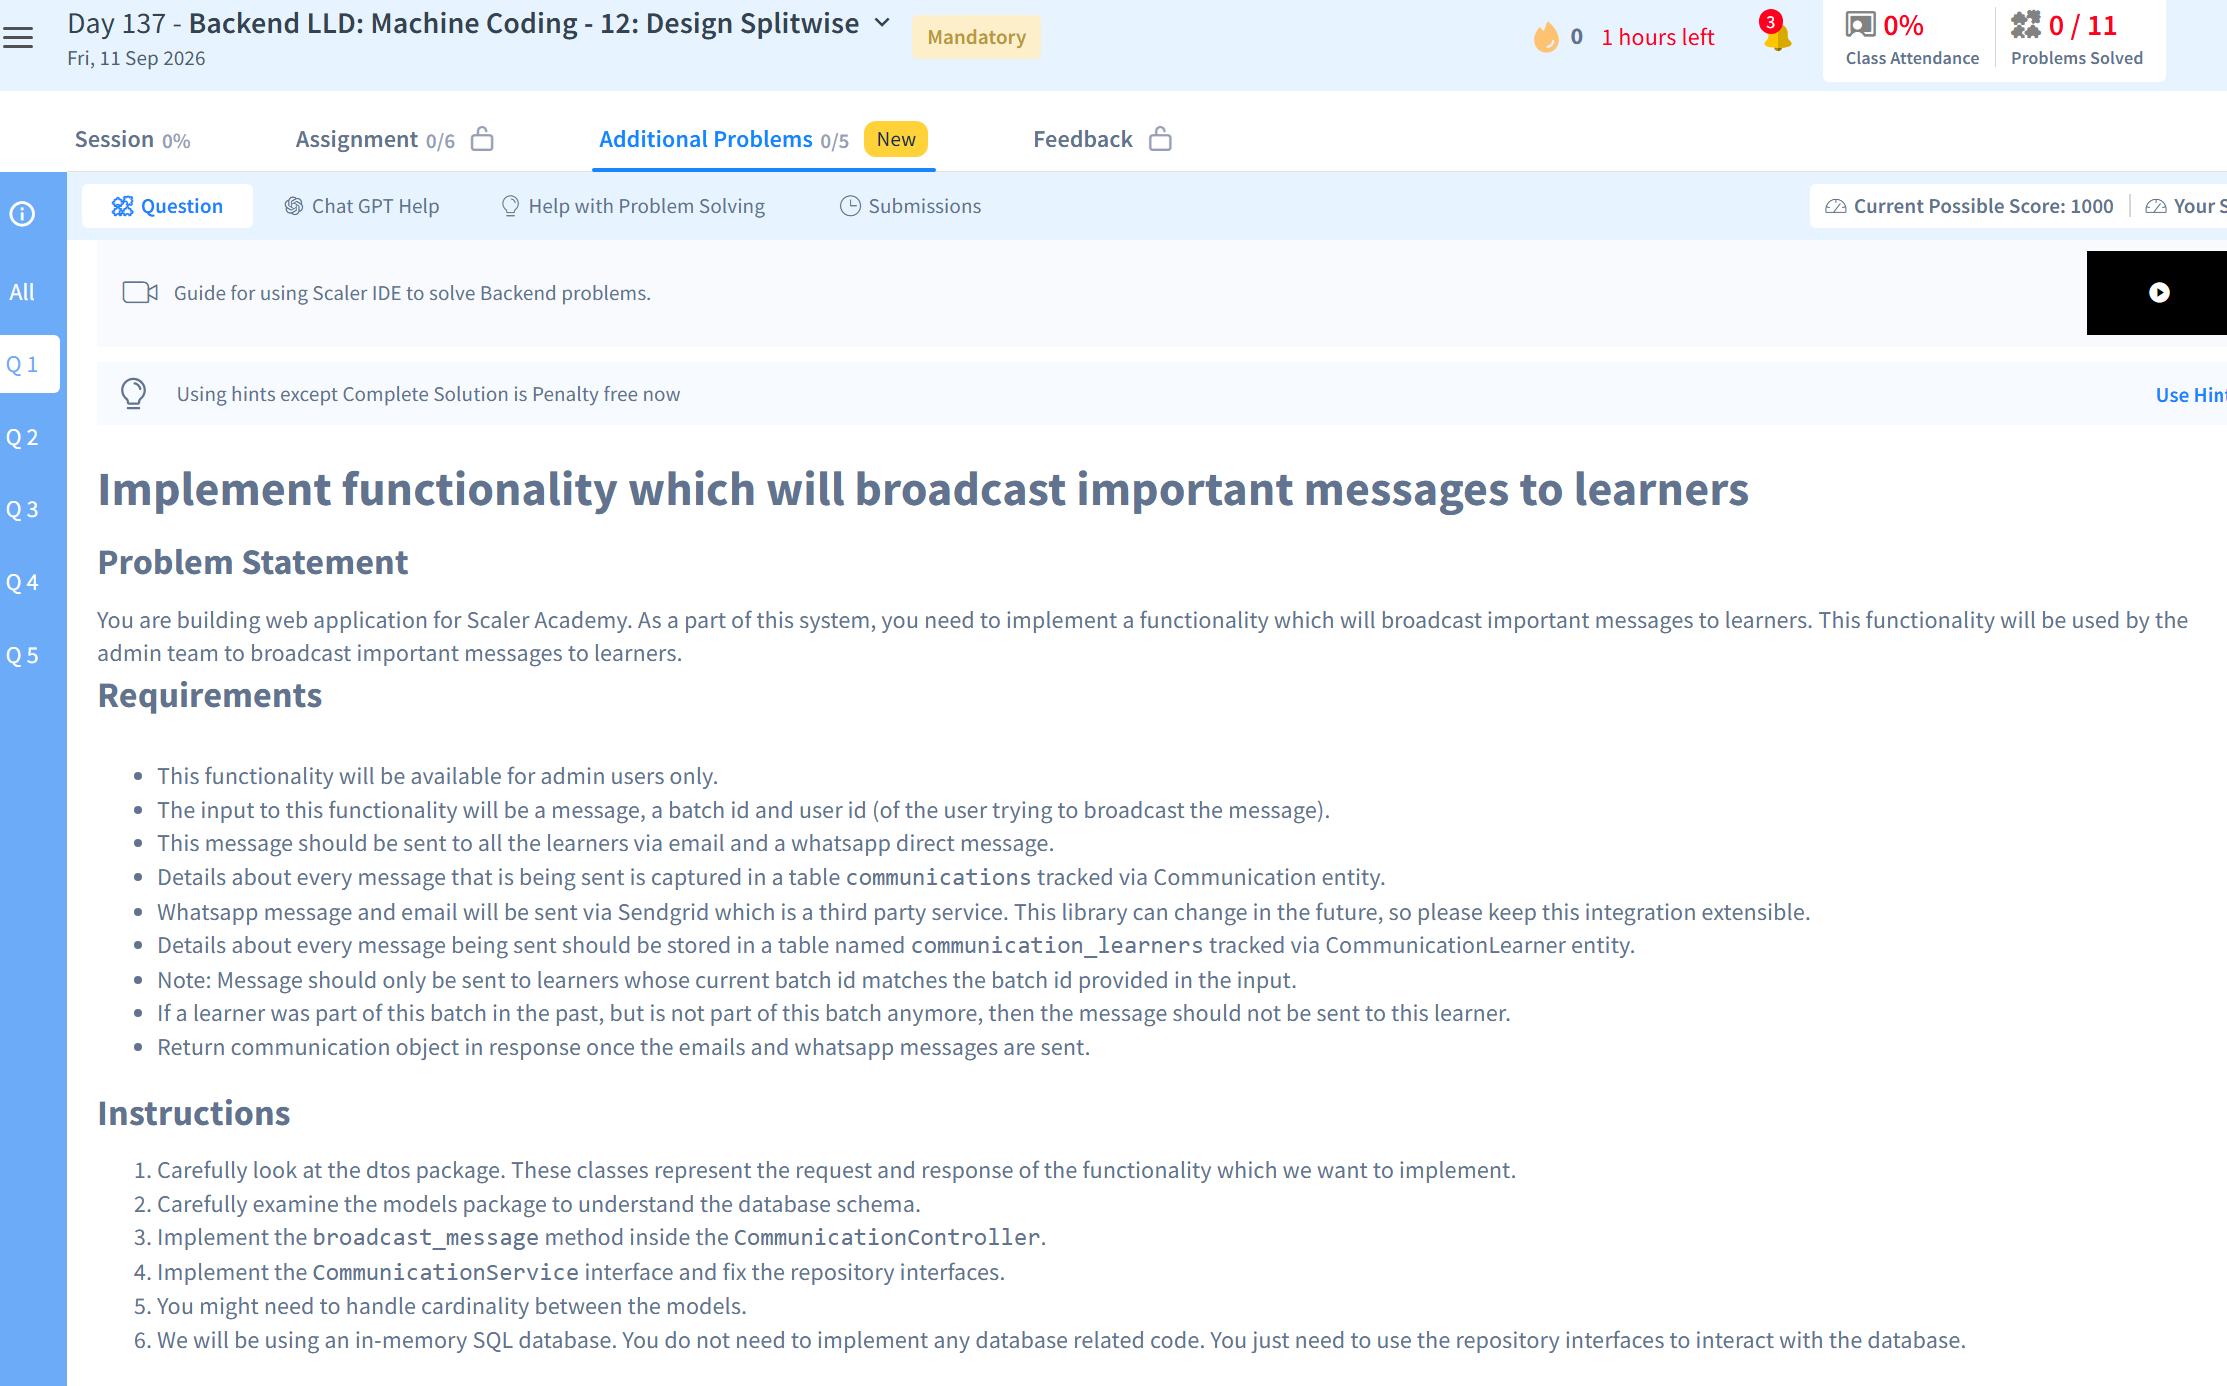 Day 137 - Backend LLD: Machine Coding - 12: Design Splitwise
Mandatory
0
1 hours left
3
0%
Class Attendance
0 / 11
Problems Solved
Fri, 11 Sep 2026
Session 0%
Assignment 0/6
Additional Problems 0/5 New
Feedback
Question
Chat GPT Help
Help with Problem Solving
Submissions
Current Possible Score: 1000
Your S
All
Q 1
Q 2
Q 3
Q 4
Q 5
Guide for using Scaler IDE to solve Backend problems.
Using hints except Complete Solution is Penalty free now
Use Hint
Implement functionality which will broadcast important messages to learners
Problem Statement
You are building web application for Scaler Academy. As a part of this system, you need to implement a functionality which will broadcast important messages to learners. This functionality will be used by the
admin team to broadcast important messages to learners.
Requirements
• This functionality will be available for admin users only.
• The input to this functionality will be a message, a batch id and user id (of the user trying to broadcast the message).
• This message should be sent to all the learners via email and a whatsapp direct message.
• Details about every message that is being sent is captured in a table communications tracked via Communication entity.
• Whatsapp message and email will be sent via Sendgrid which is a third party service. This library can change in the future, so please keep this integration extensible.
• Details about every message being sent should be stored in a table named communication_learners tracked via CommunicationLearner entity.
• Note: Message should only be sent to learners whose current batch id matches the batch id provided in the input.
• If a learner was part of this batch in the past, but is not part of this batch anymore, then the message should not be sent to this learner.
• Return communication object in response once the emails and whatsapp messages are sent.
Instructions
1. Carefully look at the dtos package. These classes represent the request and response of the functionality which we want to implement.
2. Carefully examine the models package to understand the database schema.
3. Implement the broadcast_message method inside the CommunicationController.
4. Implement the CommunicationService interface and fix the repository interfaces.
5. You might need to handle cardinality between the models.
6. We will be using an in-memory SQL database. You do not need to implement any database related code. You just need to use the repository interfaces to interact with the database.